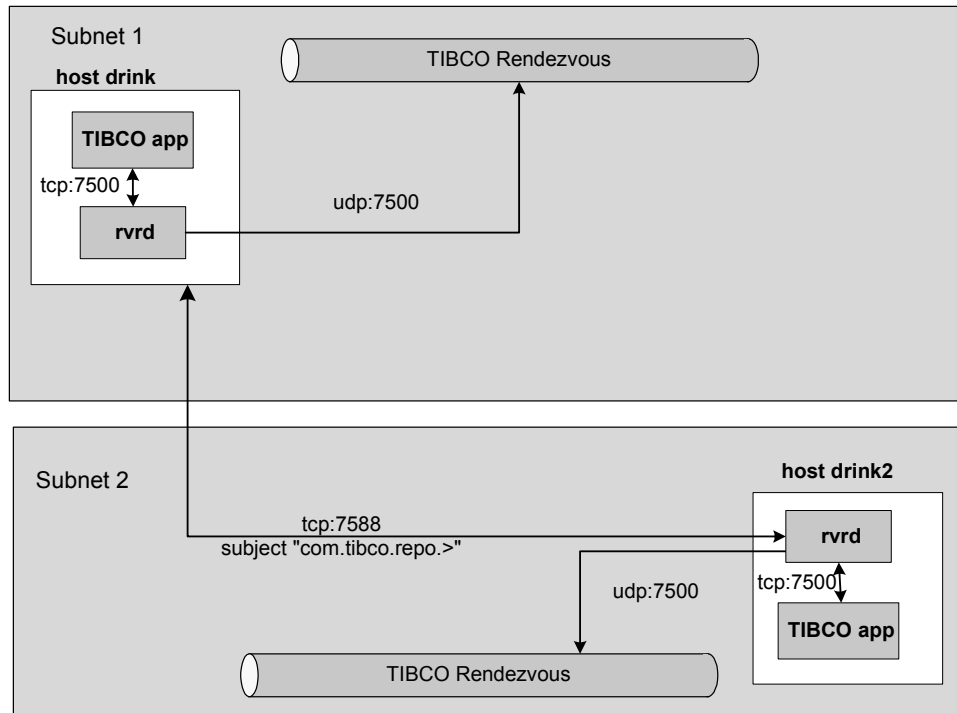 Subnet 1
TIBCO Rendezvous
host drink
TIBCO app
tcp:7500
udp:7500
rvrd
Subnet 2
host drink2
tcp:7588
subject "com.tibco.repo.>"
rvrd
udp:7500
tcp:7500
TIBCO app
TIBCO Rendezvous